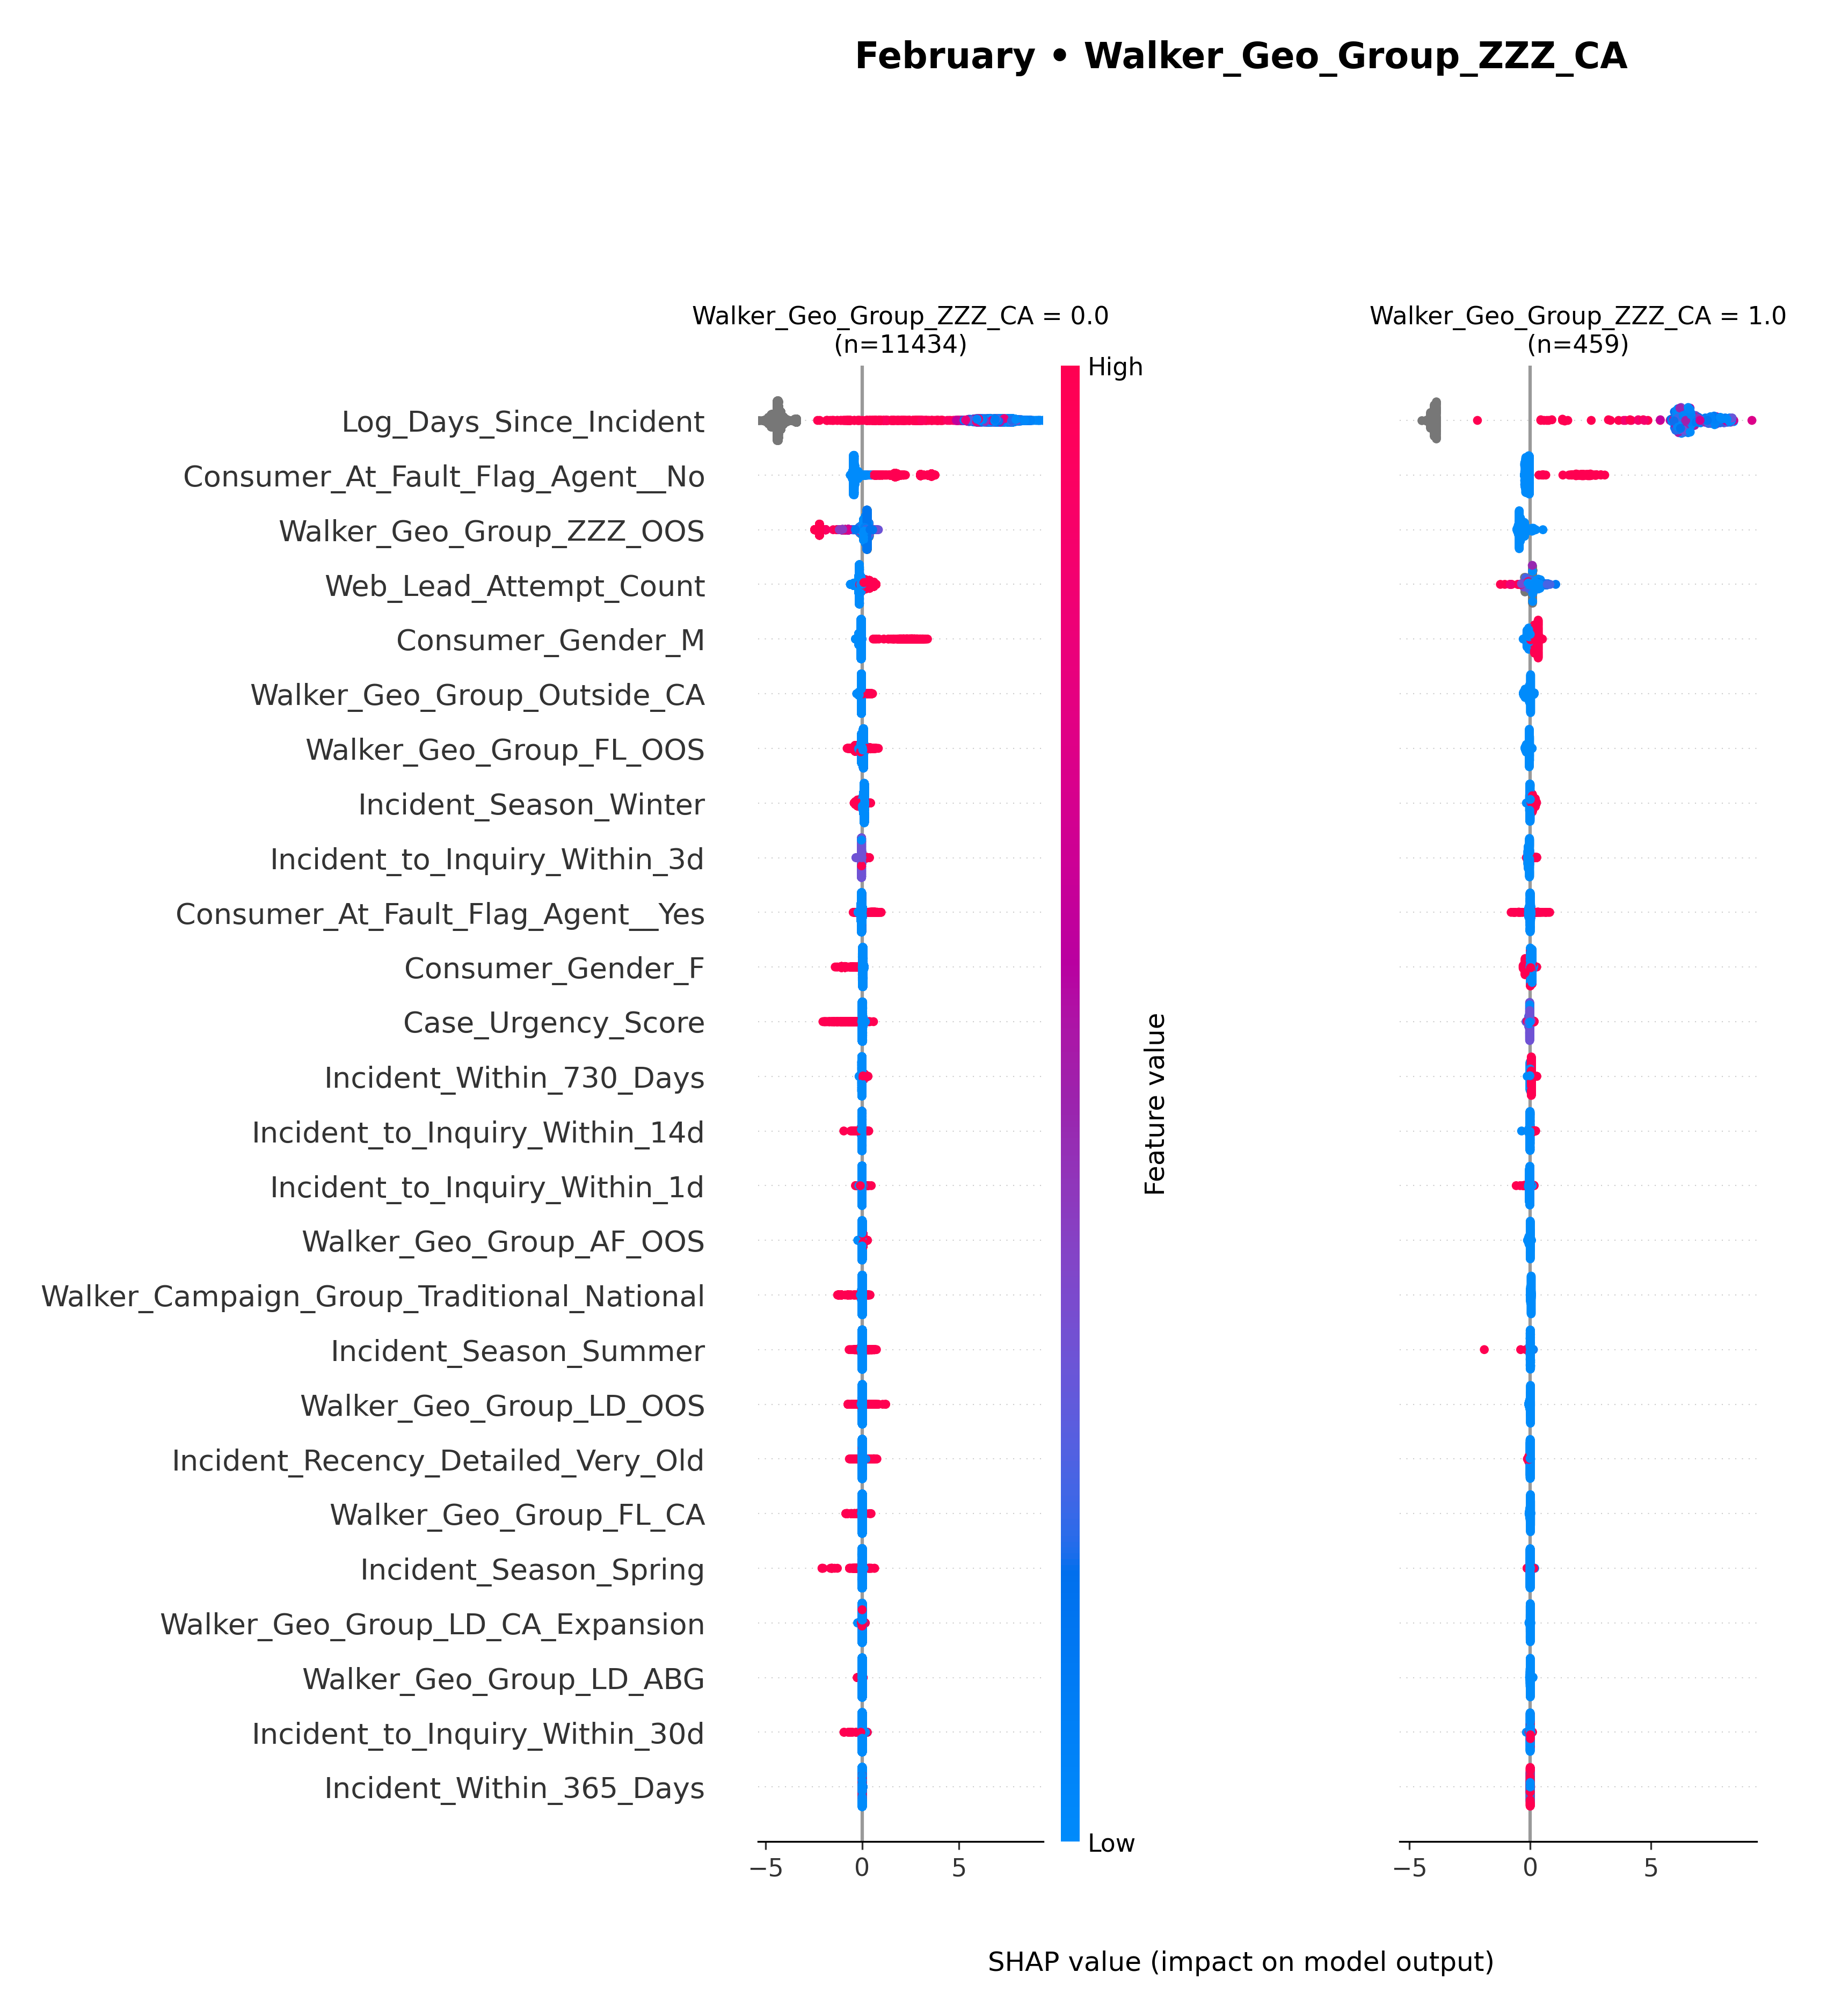 February • Walker_Geo_Group_ZZZ_CA
Walker_Geo_Group_ZZZ_CA = 0.0
(n=11434)
Walker_Geo_Group_ZZZ_CA = 1.0
(n=459)
High
Log_Days_Since_Incident
Consumer_At_Fault_Flag_Agent__No
Walker_Geo_Group_ZZZ_OOS
Web_Lead_Attempt_Count
Consumer_Gender_M
Walker_Geo_Group_Outside_CA
Walker_Geo_Group_FL_OOS
Incident_Season_Winter
Incident_to_Inquiry_Within_3d
Consumer_At_Fault_Flag_Agent__Yes
Consumer_Gender_F
Case_Urgency_Score
Incident_Within_730_Days
Incident_to_Inquiry_Within_14d
Incident_to_Inquiry_Within_1d
Walker_Geo_Group_AF_OOS
Walker_Campaign_Group_Traditional_National
Incident_Season_Summer
Walker_Geo_Group_LD_OOS
Incident_Recency_Detailed_Very_Old
Walker_Geo_Group_FL_CA
Incident_Season_Spring
Walker_Geo_Group_LD_CA_Expansion
Walker_Geo_Group_LD_ABG
Incident_to_Inquiry_Within_30d
Incident_Within_365_Days
Feature value
Low
−5 0 5
−5 0 5
SHAP value (impact on model output)